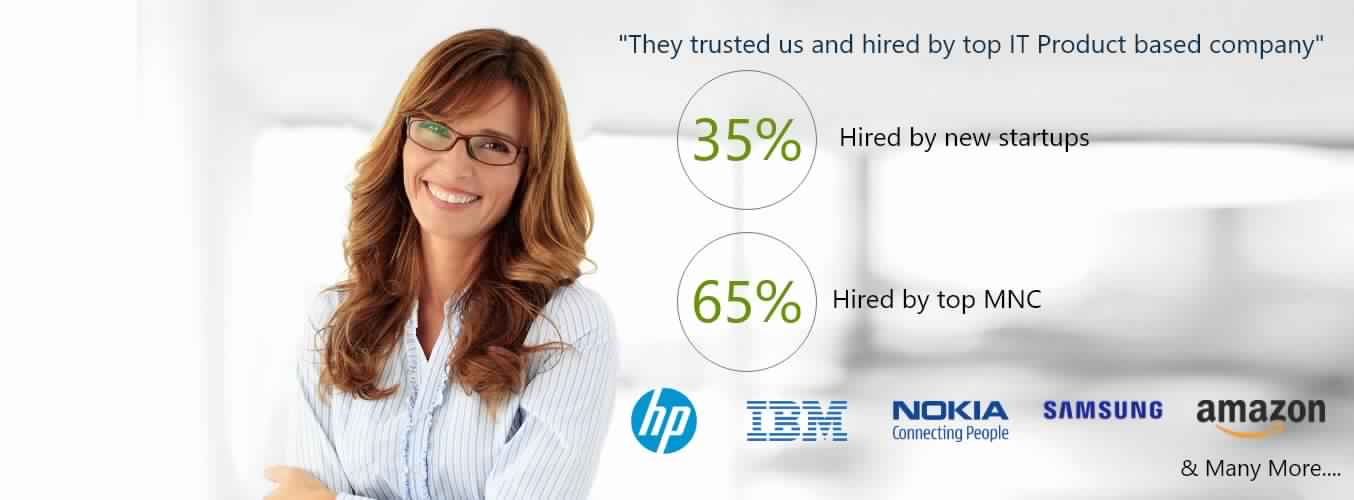 "They trusted us and hired by top IT Product based company"
35%
Hired by new startups
65%
Hired by top MNC
hp
IBM
NOKIA
Connecting People
SAMSUNG
amazon
& Many More....